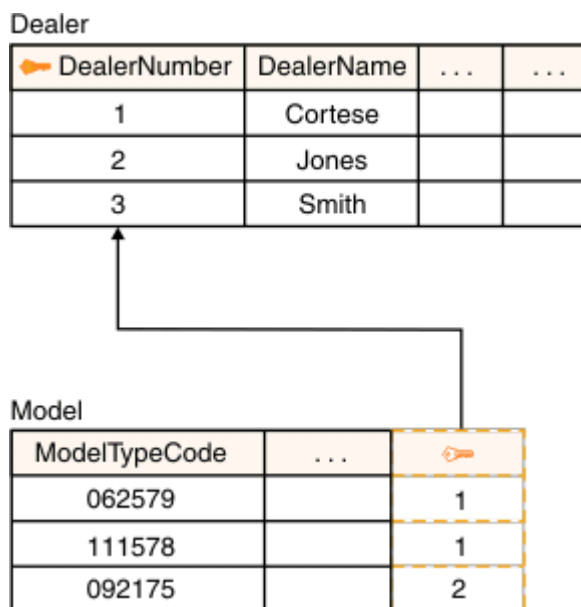 Dealer
DealerNumber DealerName ... ...
1 Cortese
2 Jones
3 Smith
Model
ModelTypeCode ...
062579 1
111578 1
092175 2